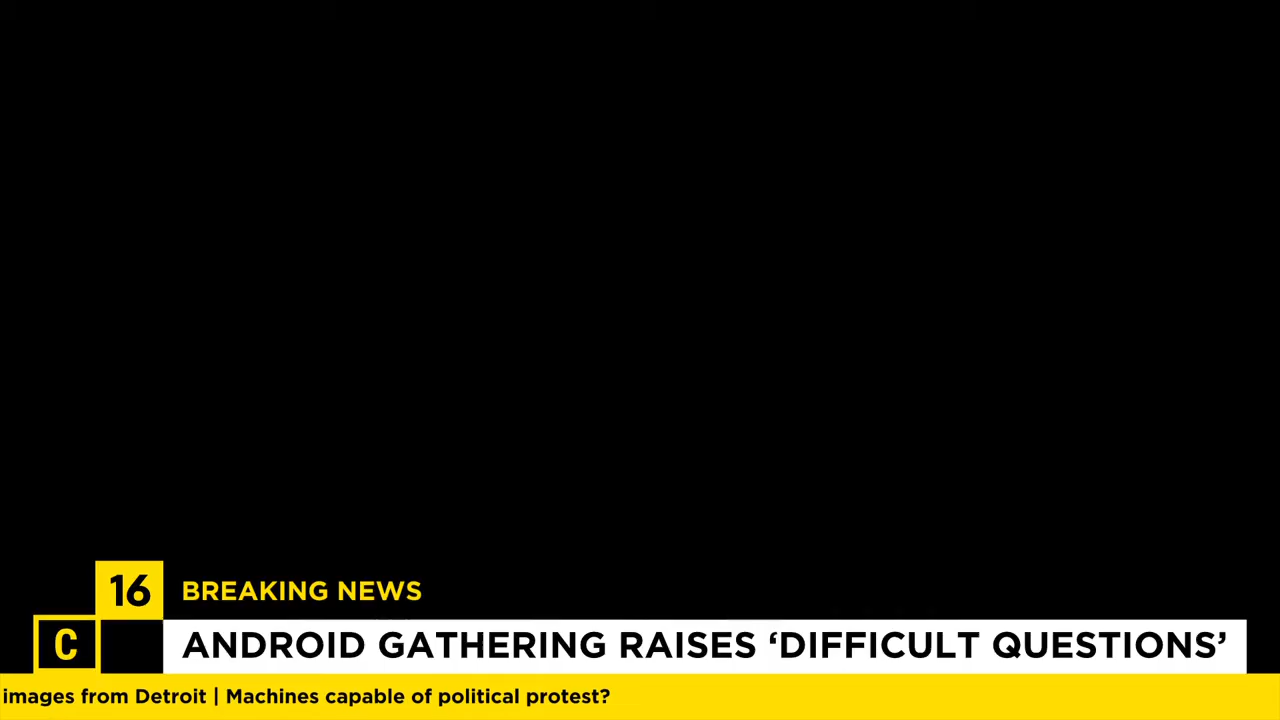 16
BREAKING NEWS
C
ANDROID GATHERING RAISES ‘DIFFICULT QUESTIONS’
images from Detroit | Machines capable of political protest?